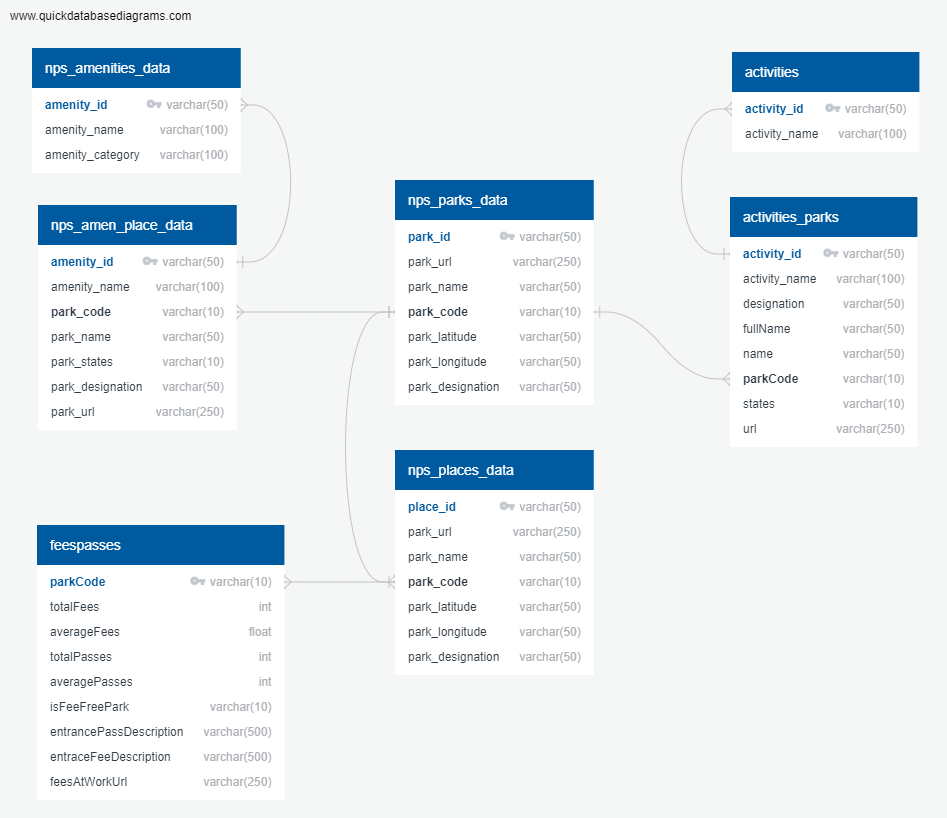 www.quickdatabasediagrams.com
nps_amenities_data
amenity_id varchar(50)
amenity_name varchar(100)
amenity_category varchar(100)
nps_amen_place_data
amenity_id varchar(50)
amenity_name varchar(100)
park_code varchar(10)
park_name varchar(50)
park_states varchar(10)
park_designation varchar(50)
park_url varchar(250)
feespasses
parkCode varchar(10)
totalFees int
averageFees float
totalPasses int
averagePasses int
isFeeFreePark varchar(10)
entrancePassDescription varchar(500)
entraceFeeDescription varchar(500)
feesAtWorkUrl varchar(250)
nps_parks_data
park_id varchar(50)
park_url varchar(250)
park_name varchar(50)
park_code varchar(10)
park_latitude varchar(50)
park_longitude varchar(50)
park_designation varchar(50)
nps_places_data
place_id varchar(50)
park_url varchar(250)
park_name varchar(50)
park_code varchar(10)
park_latitude varchar(50)
park_longitude varchar(50)
park_designation varchar(50)
activities
activity_id varchar(50)
activity_name varchar(100)
activities_parks
activity_id varchar(50)
activity_name varchar(100)
designation varchar(50)
fullName varchar(50)
name varchar(50)
parkCode varchar(10)
states varchar(10)
url varchar(250)